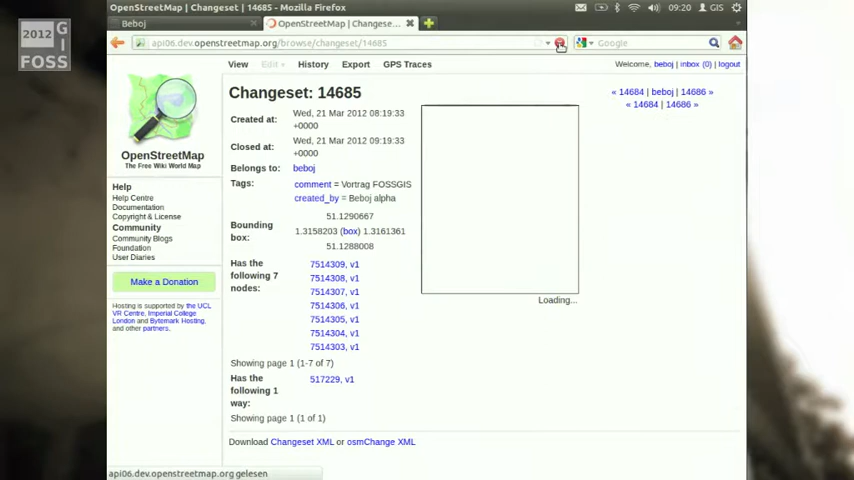 OpenStreetMap | Changeset | 14685 - Mozilla Firefox
09:20
GIS
Beboj
OpenStreetMap | Changese...
api06.dev.openstreetmap.org/browse/changeset/14685
Google
2012
GI
FOSS
View
Edit
History
Export
GPS Traces
Welcome, beboj | inbox (0) | logout
Changeset: 14685
« 14684 | beboj | 14686 »
« 14684 | 14686 »
Created at:
Wed, 21 Mar 2012 08:19:33
+0000
Closed at:
Wed, 21 Mar 2012 09:19:33
+0000
Belongs to:
beboj
Tags:
comment = Vortrag FOSSGIS
created_by = Beboj alpha
Bounding
box:
51.1290667
1.3158203 (box) 1.3161361
51.1288008
Has the
following 7
nodes:
7514309, v1
7514308, v1
7514307, v1
7514306, v1
7514305, v1
7514304, v1
7514303, v1
Loading...
Showing page 1 (1-7 of 7)
Has the
following 1
way:
517229, v1
Showing page 1 (1 of 1)
Download Changeset XML or osmChange XML
OpenStreetMap
The Free Wiki World Map
Help
Help Centre
Documentation
Copyright & License
Community
Community Blogs
Foundation
User Diaries
Make a Donation
Hosting is supported by the UCL
VR Centre, Imperial College
London and Bytemark Hosting,
and other partners.
api06.dev.openstreetmap.org gelesen